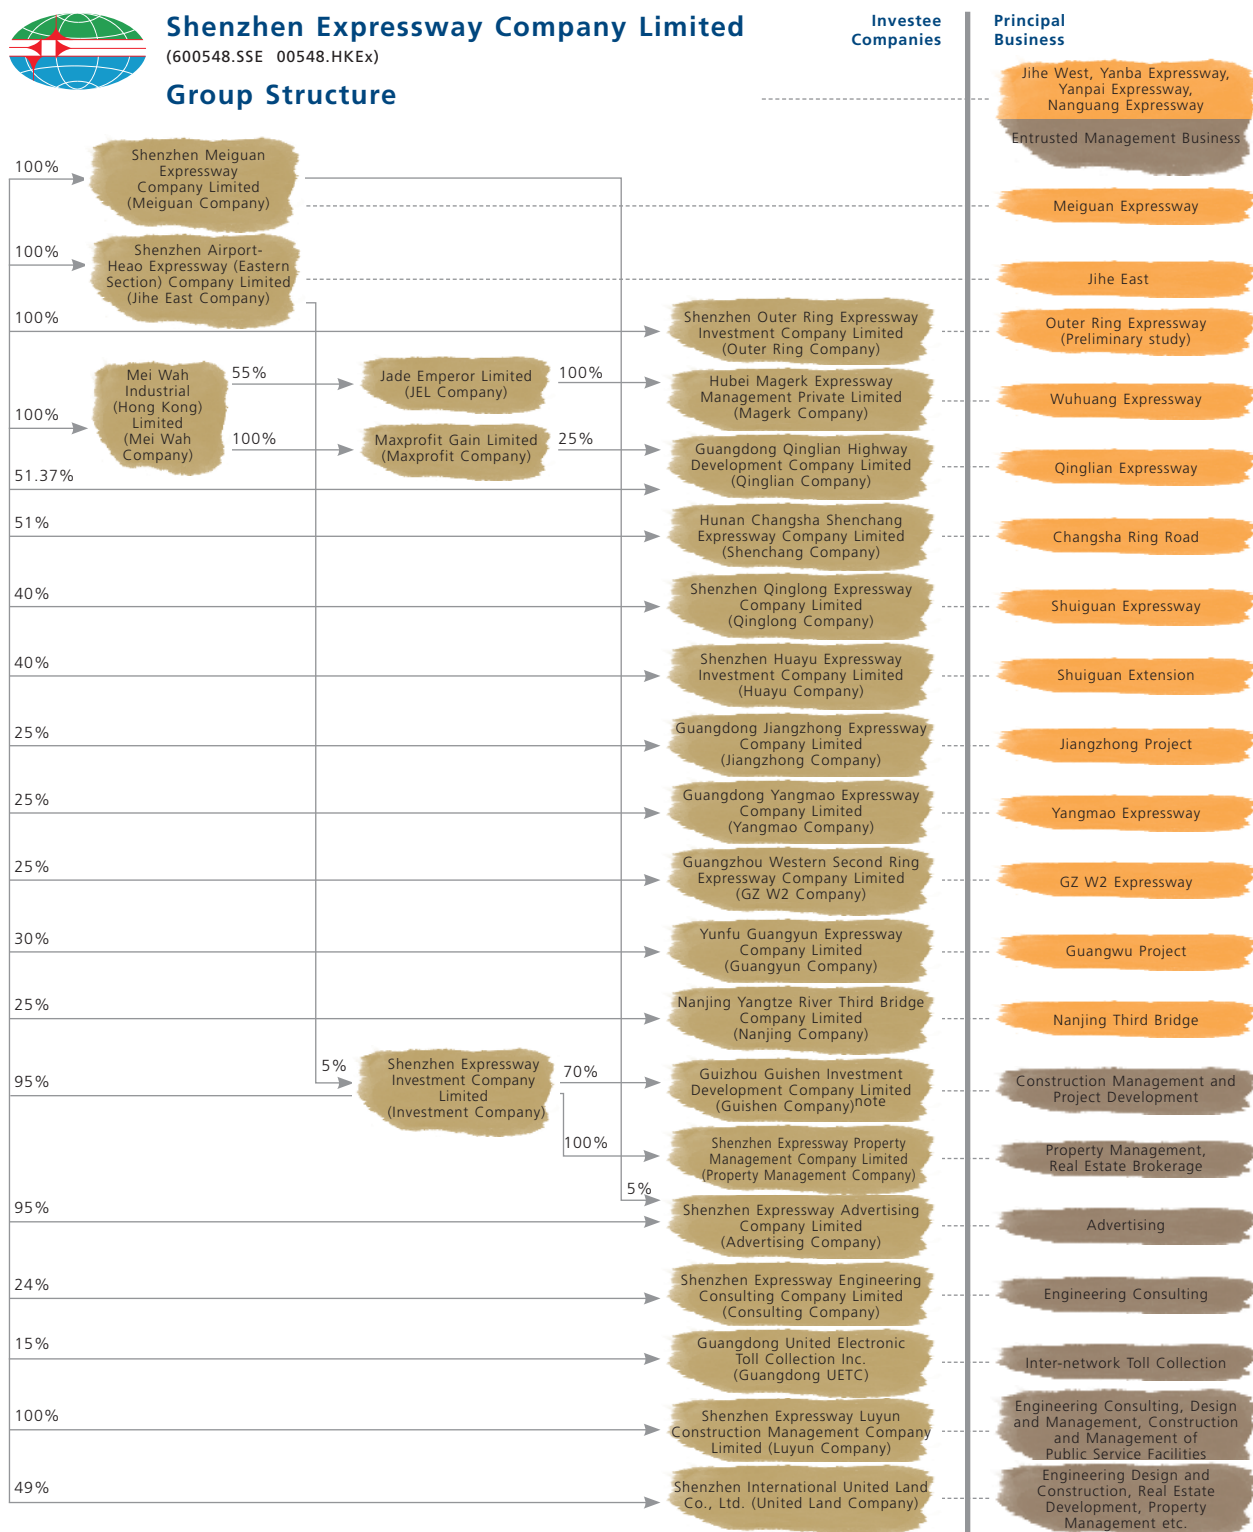 Shenzhen Expressway Company Limited
(600548.SSE 00548.HKEx)
Group Structure
Investee
Companies
Principal
Business
Jihe West, Yanba Expressway,
Yanpai Expressway,
Nanguang Expressway
Entrusted Management Business
100%
Shenzhen Meiguan
Expressway
Company Limited
(Meiguan Company)
Meiguan Expressway
100%
Shenzhen Airport-
Heao Expressway (Eastern
Section) Company Limited
(Jihe East Company)
Jihe East
100%
Shenzhen Outer Ring Expressway
Investment Company Limited
(Outer Ring Company)
Outer Ring Expressway
(Preliminary study)
100%
Mei Wah
Industrial
(Hong Kong)
Limited
(Mei Wah
Company)
55%
Jade Emperor Limited
(JEL Company)
100%
Hubei Magerk Expressway
Management Private Limited
(Magerk Company)
Wuhuang Expressway
100%
Maxprofit Gain Limited
(Maxprofit Company)
25%
Guangdong Qinglian Highway
Development Company Limited
(Qinglian Company)
Qinglian Expressway
51.37%
51%
Hunan Changsha Shenchang
Expressway Company Limited
(Shenchang Company)
Changsha Ring Road
40%
Shenzhen Qinglong Expressway
Company Limited
(Qinglong Company)
Shuiguan Expressway
40%
Shenzhen Huayu Expressway
Investment Company Limited
(Huayu Company)
Shuiguan Extension
25%
Guangdong Jiangzhong Expressway
Company Limited
(Jiangzhong Company)
Jiangzhong Project
25%
Guangdong Yangmao Expressway
Company Limited
(Yangmao Company)
Yangmao Expressway
25%
Guangzhou Western Second Ring
Expressway Company Limited
(GZ W2 Company)
GZ W2 Expressway
30%
Yunfu Guangyun Expressway
Company Limited
(Guangyun Company)
Guangwu Project
25%
Nanjing Yangtze River Third Bridge
Company Limited
(Nanjing Company)
Nanjing Third Bridge
95%
5%
Shenzhen Expressway
Investment Company
Limited
(Investment Company)
70%
Guizhou Guishen Investment
Development Company Limited
(Guishen Company)note
Construction Management and
Project Development
100%
Shenzhen Expressway Property
Management Company Limited
(Property Management Company)
Property Management,
Real Estate Brokerage
5%
95%
Shenzhen Expressway Advertising
Company Limited
(Advertising Company)
Advertising
24%
Shenzhen Expressway Engineering
Consulting Company Limited
(Consulting Company)
Engineering Consulting
15%
Guangdong United Electronic
Toll Collection Inc.
(Guangdong UETC)
Inter-network Toll Collection
100%
Shenzhen Expressway Luyun
Construction Management Company
Limited (Luyun Company)
Engineering Consulting, Design
and Management, Construction
and Management of
Public Service Facilities
49%
Shenzhen International United Land
Co., Ltd. (United Land Company)
Engineering Design and
Construction, Real Estate
Development, Property
Management etc.